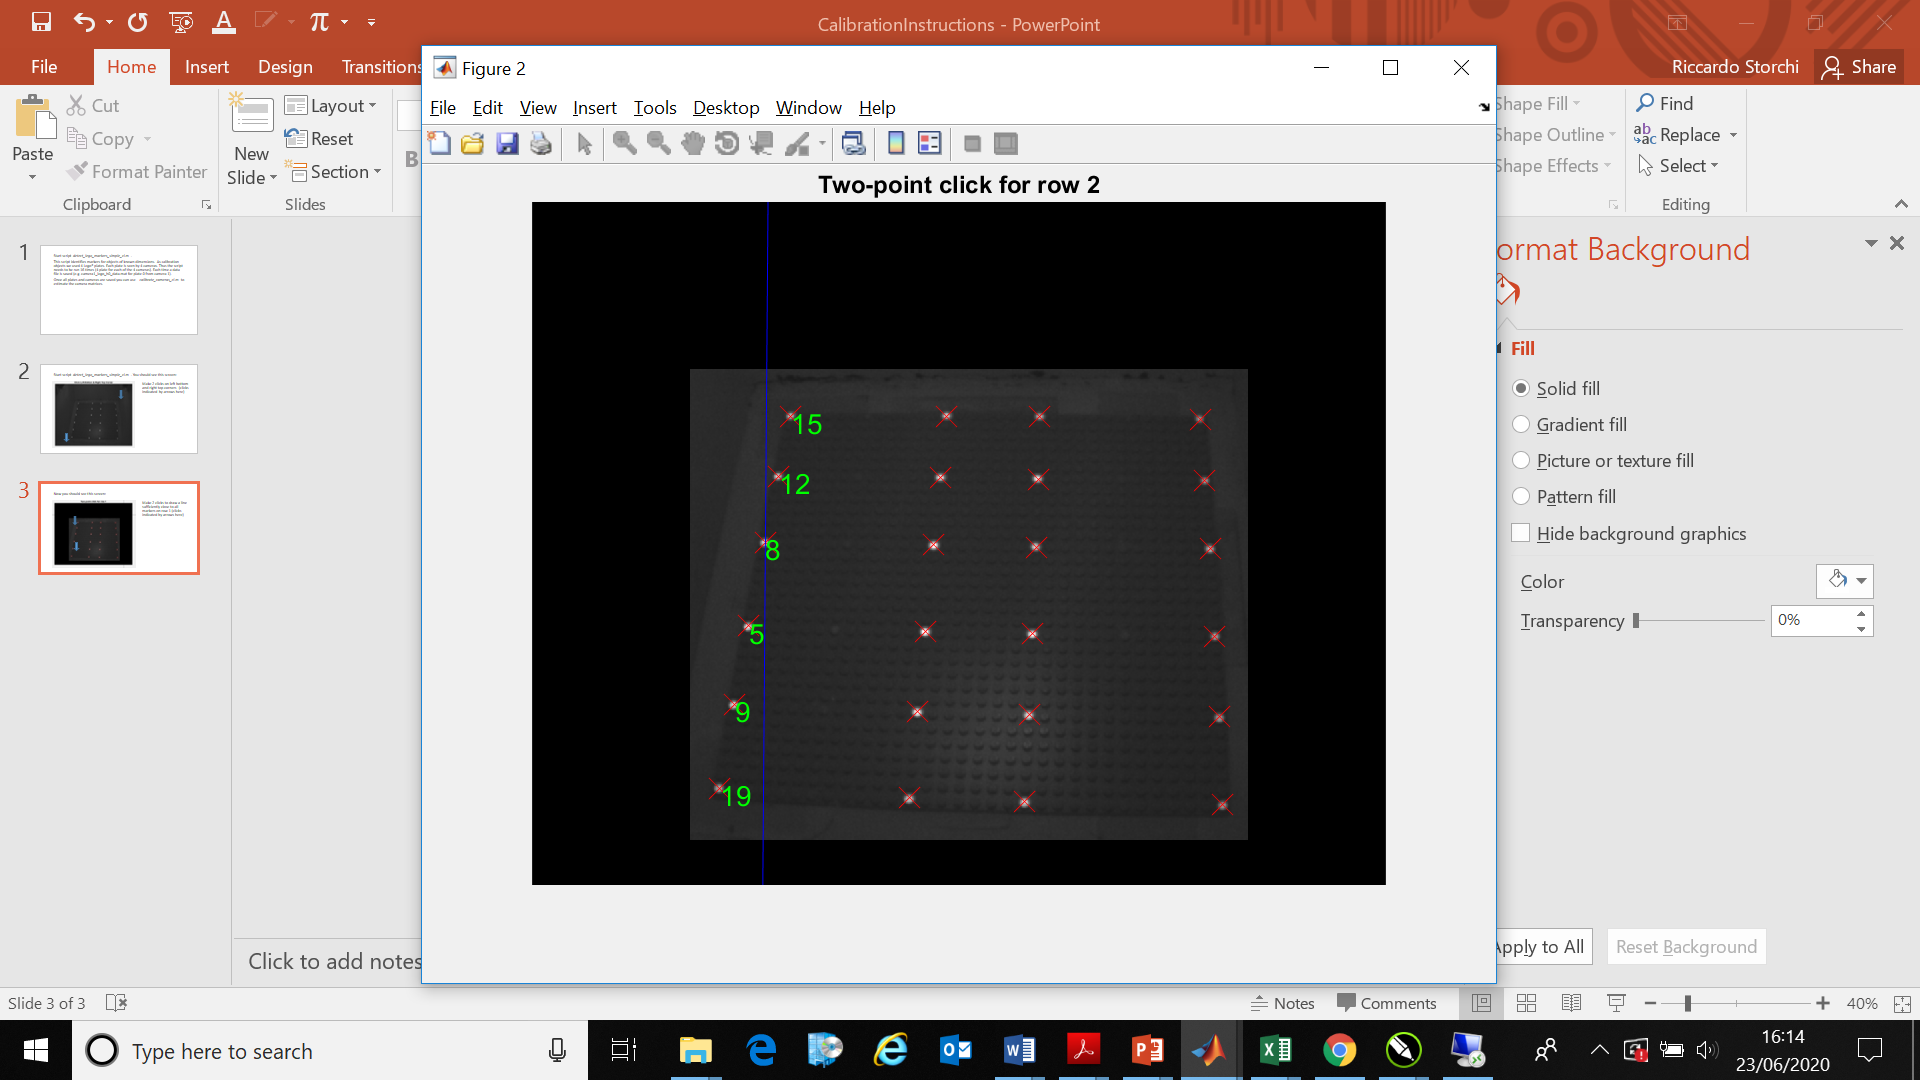 CalibrationInstructions - PowerPoint
File
Home
Insert
Design
Transitions
Riccardo Storchi
Share
Paste
Cut
Copy
Format Painter
Clipboard
New
Slide
Layout
Reset
Section
Slides
B
Shape Fill
Shape Outline
Shape Effects
Find
Replace
Select
Editing
Figure 2
File Edit View Insert Tools Desktop Window Help
Two-point click for row 2
15
12
8
5
9
19
1
2
3
ormat Background
Fill
Solid fill
Gradient fill
Picture or texture fill
Pattern fill
Hide background graphics
Color
Transparency
0%
Apply to All
Reset Background
Click to add notes
Slide 3 of 3
Notes
Comments
40%
Type here to search
16:14
23/06/2020